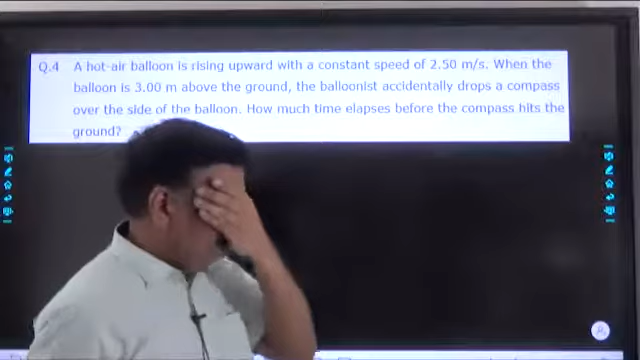 Q.4 A hot-air balloon is rising upward with a constant speed of 2.50 m/s. When the
balloon is 3.00 m above the ground, the balloonist accidentally drops a compass
over the side of the balloon. How much time elapses before the compass hits the
ground?